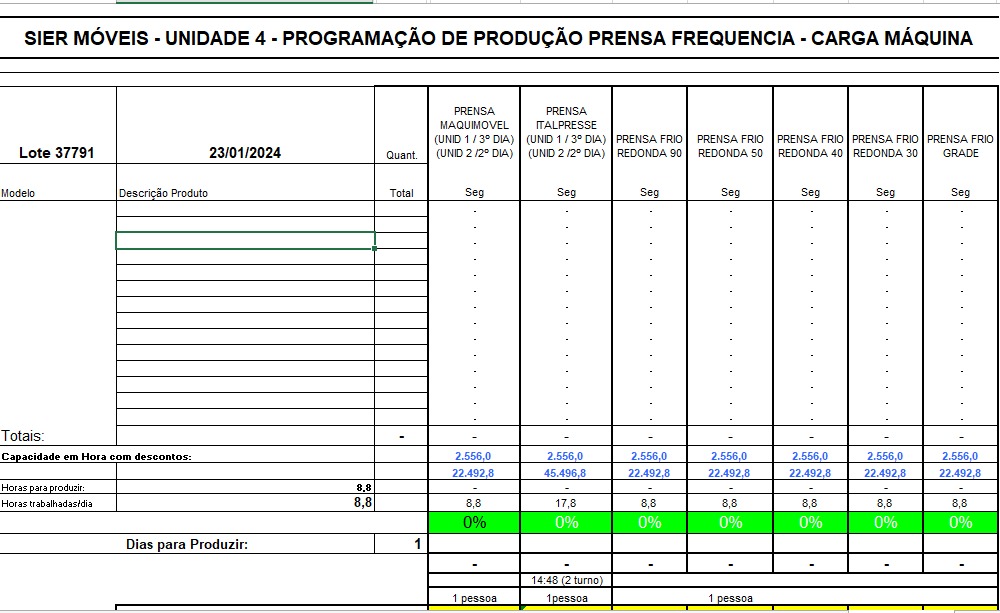 SIER MÓVEIS - UNIDADE 4 - PROGRAMAÇÃO DE PRODUÇÃO PRENSA FREQUENCIA - CARGA MÁQUINA
Lote 37791 23/01/2024 Quant. PRENSA MAQUIMOVEL (UNID 1 / 3º DIA) (UNID 2 /2º DIA) PRENSA ITALPRESSE (UNID 1 / 3º DIA) (UNID 2 /2º DIA) PRENSA FRIO REDONDA 90 PRENSA FRIO REDONDA 50 PRENSA FRIO REDONDA 40 PRENSA FRIO REDONDA 30 PRENSA FRIO GRADE
Modelo Descrição Produto Total Seg Seg Seg Seg Seg Seg Seg
- - - - - - -
- - - - - - -
- - - - - - -
- - - - - - -
- - - - - - -
- - - - - - -
- - - - - - -
- - - - - - -
- - - - - - -
- - - - - - -
- - - - - - -
- - - - - - -
- - - - - - -
- - - - - - -
Totais: - - - - - - - -
Capacidade em Hora com descontos: 2.556,0 2.556,0 2.556,0 2.556,0 2.556,0 2.556,0 2.556,0
22.492,8 45.496,8 22.492,8 22.492,8 22.492,8 22.492,8 22.492,8
Horas para produzir: 8,8 - - - - - - -
Horas trabalhadas/dia 8,8 8,8 17,8 8,8 8,8 8,8 8,8 8,8
0% 0% 0% 0% 0% 0% 0%
Dias para Produzir: 1
- - - - - - -
14:48 (2 turno)
1 pessoa 1pessoa 1 pessoa